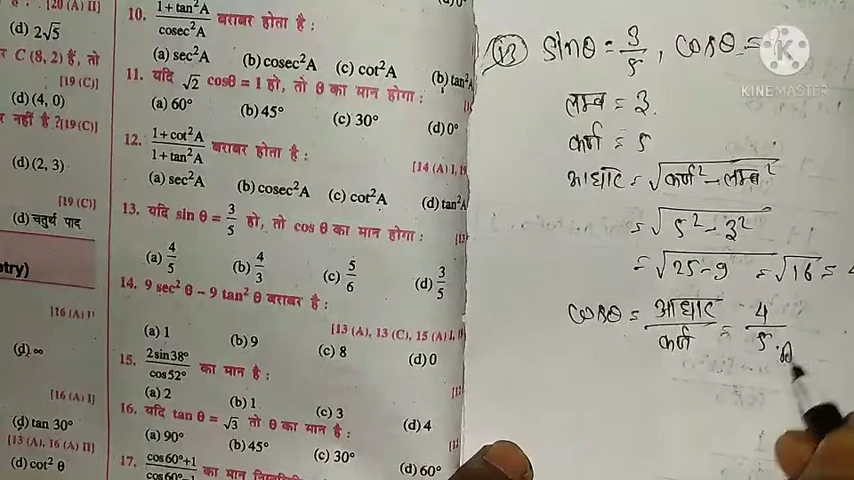 [20 (A) II]
(d) 2√5
C (8, 2) हैं, तो
[19 (C)]
(d) (4, 0)
नहीं है ? [19 (C)]
(d) (2, 3)
[19 (C)]
(d) चतुर्थ पाद
etry)
[16 (A) I]
(d) ∞
[16 (A) I]
(d) tan 30°
[13 (A), 16 (A) II]
(d) cot² θ
10. (1 + tan²A)/(cosec²A) बराबर होता है :
(a) sec²A (b) cosec²A (c) cot²A (b) tan²A
11. यदि √2 cosθ = 1 हो, तो θ का मान होगा :
(a) 60° (b) 45° (c) 30° (d) 0°
12. (1 + cot²A)/(1 + tan²A) बराबर होता है :
[14 (A) I,
(a) sec²A (b) cosec²A (c) cot²A (d) tan²A
13. यदि sin θ = 3/5 हो, तो cos θ का मान होगा :
(a) 4/5 (b) 4/3 (c) 5/6 (d) 3/5
14. 9 sec² θ – 9 tan² θ बराबर है :
[13 (A), 13 (C), 15 (A) I,
(a) 1 (b) 9 (c) 8 (d) 0
15. 2sin38°/cos52° का मान है :
(a) 2 (b) 1 (c) 3 (d) 4
16. यदि tan θ = √3 तो θ का मान है :
(a) 90° (b) 45° (c) 30° (d) 60°
17. cos60°+1
का मान
(13) sinθ = 3/5, cosθ =
लम्ब = 3.
कर्ण = 5
आधार = √कर्ण² – लम्ब²
= √5² – 3²
= √25 – 9 = √16 = 4
cosθ = आधार/कर्ण = 4/5
KINEMASTER